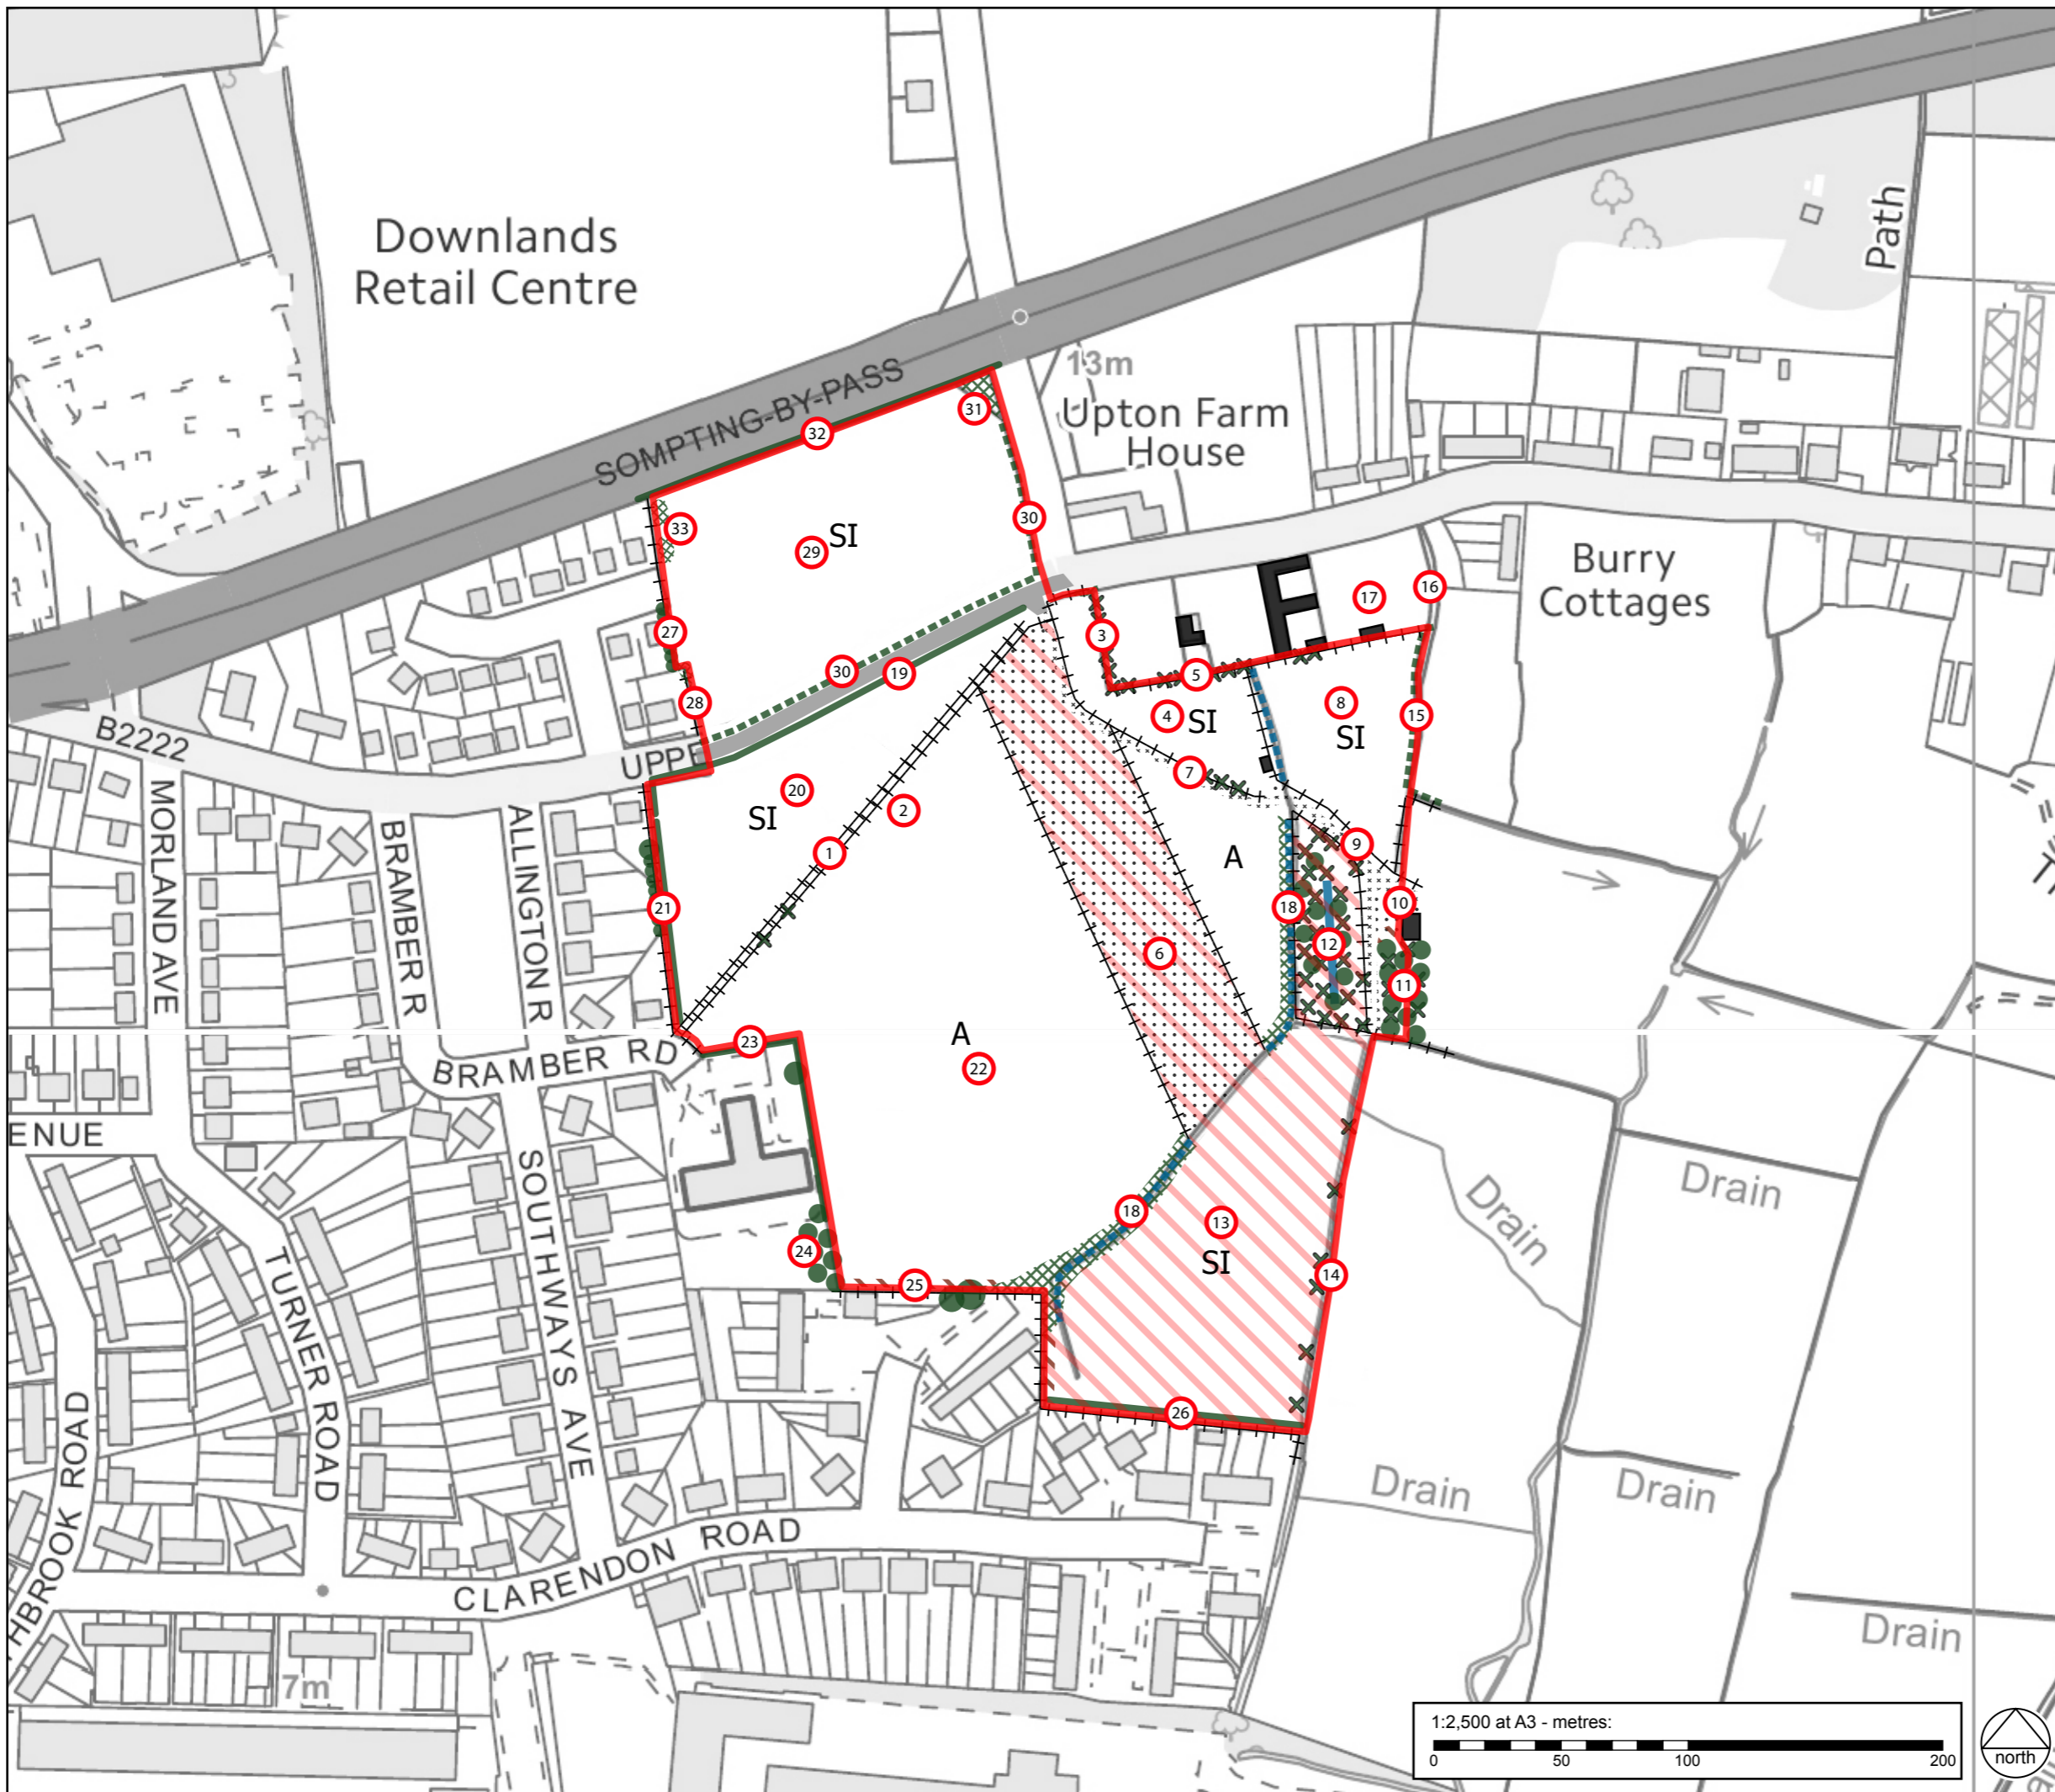 Downlands
Retail Centre
Path
13m
Upton Farm
House
SOMPTING-BY-PASS
31
32
33
SI
29
30
Burry
Cottages
16
17
27
3
30
19
5
28
4
SI
8
SI
15
B2222
UPPE
7
20
SI
2
1
A
9
MORLAND AVE
BRAMBER R
ALLINGTON R
21
18
10
12
6
11
A
23
22
BRAMBER RD
ENUE
Drain
Drain
SOUTHWAYS AVE
TURNER ROAD
18
13
SI
24
25
14
26
HBROOK ROAD
Drain
Drain
CLARENDON ROAD
Drain
7m
1:2,500 at A3 - metres:
0 50 100 200
north